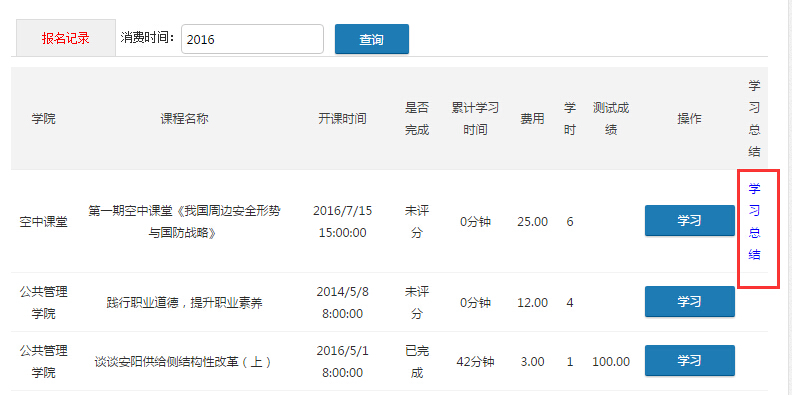 报名记录 消费时间： 2016 查询
学院 课程名称 开课时间 是否完成 累计学习时间 费用 学时 测试成绩 操作 学习总结
空中课堂 第一期空中课堂《我国周边安全形势与国防战略》 2016/7/15 15:00:00 未评分 0分钟 25.00 6 学习 学习总结
公共管理学院 践行职业道德，提升职业素养 2014/5/8 8:00:00 未评分 0分钟 12.00 4 学习
公共管理学院 谈谈安阳供给侧结构性改革（上） 2016/5/1 8:00:00 已完成 42分钟 3.00 1 100.00 学习